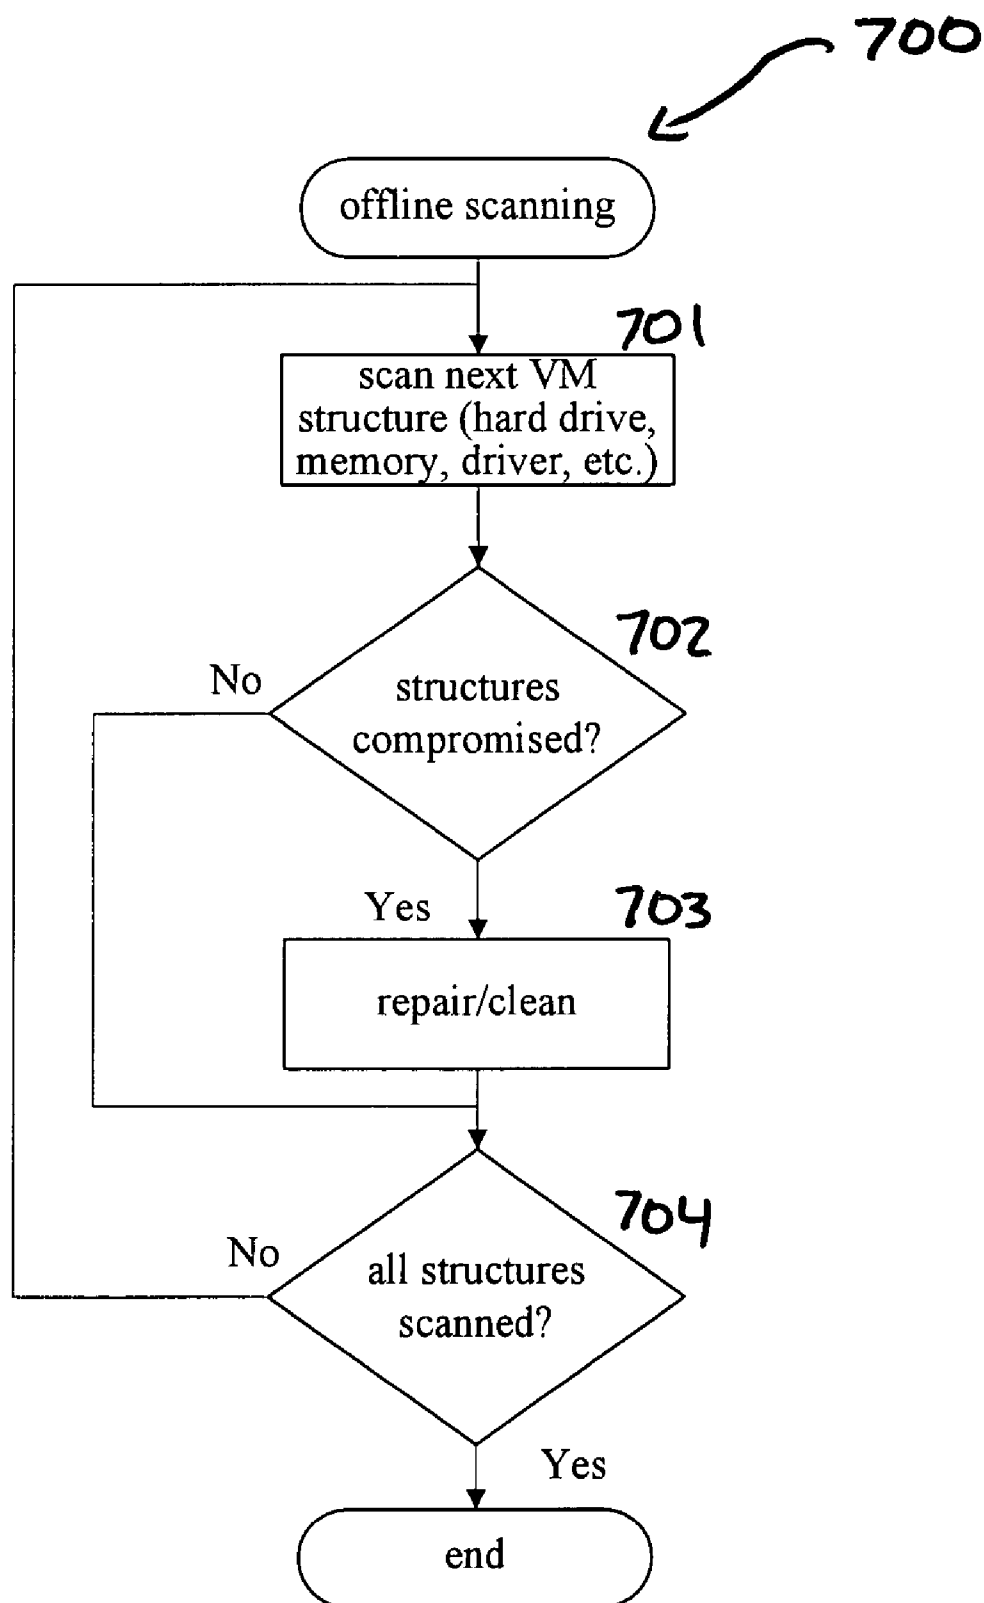 700
offline scanning
701
scan next VM
structure (hard drive,
memory, driver, etc.)
702
No
structures
compromised?
Yes
703
repair/clean
704
No
all structures
scanned?
Yes
end